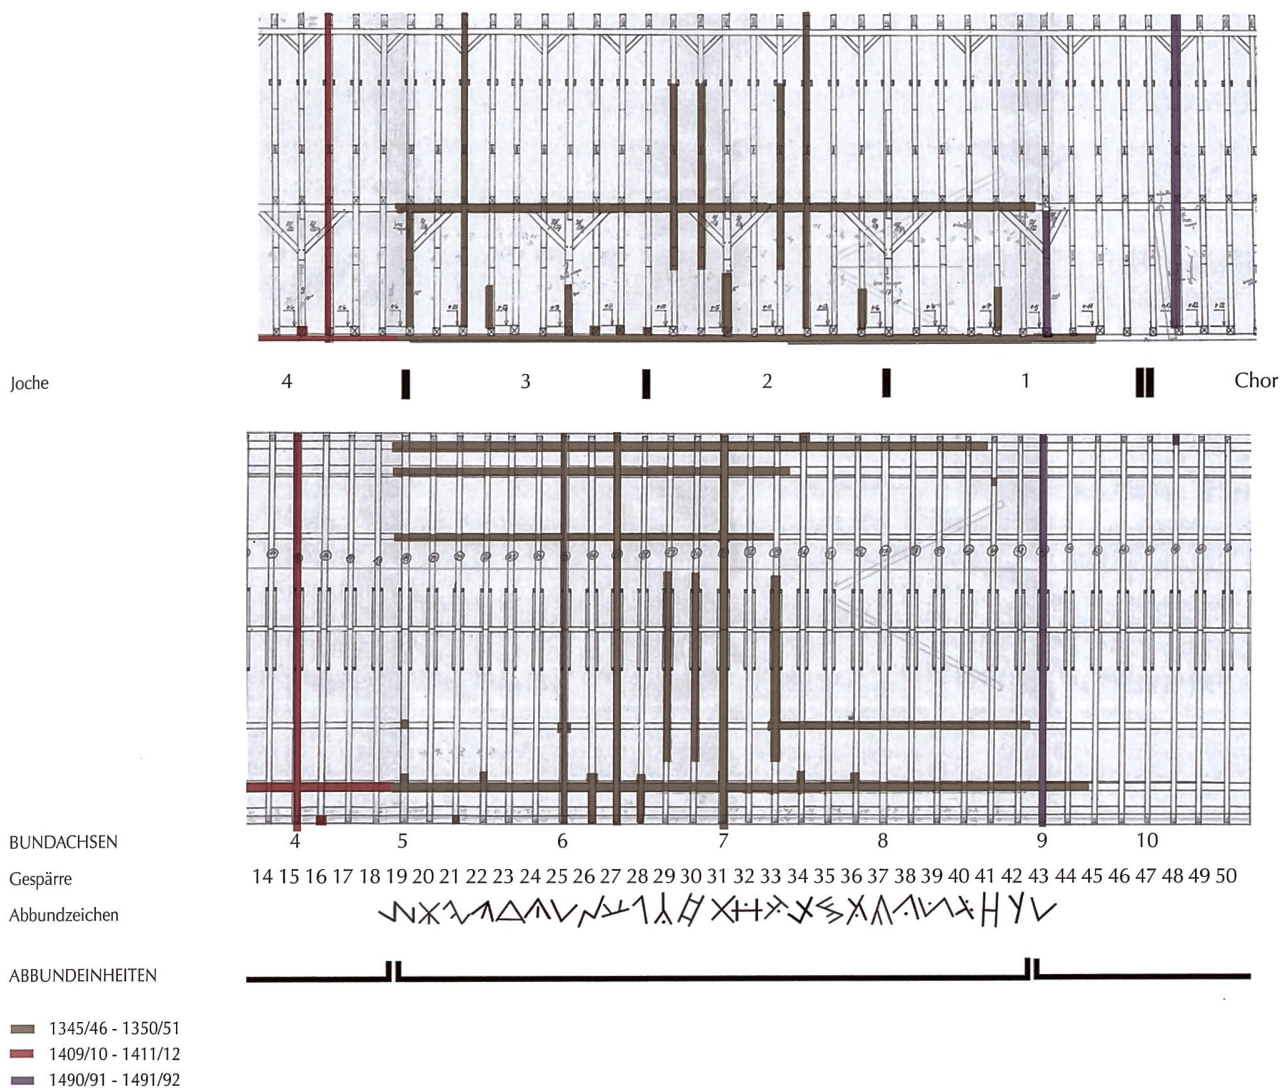 Joche 4 3 2 1 Chor
BUNDACHSEN 4 5 6 7 8 9 10
Gespärre 14 15 16 17 18 19 20 21 22 23 24 25 26 27 28 29 30 31 32 33 34 35 36 37 38 39 40 41 42 43 44 45 46 47 48 49 50
Abbundzeichen
ABBUNDEINHEITEN
1345/46 - 1350/51
1409/10 - 1411/12
1490/91 - 1491/92